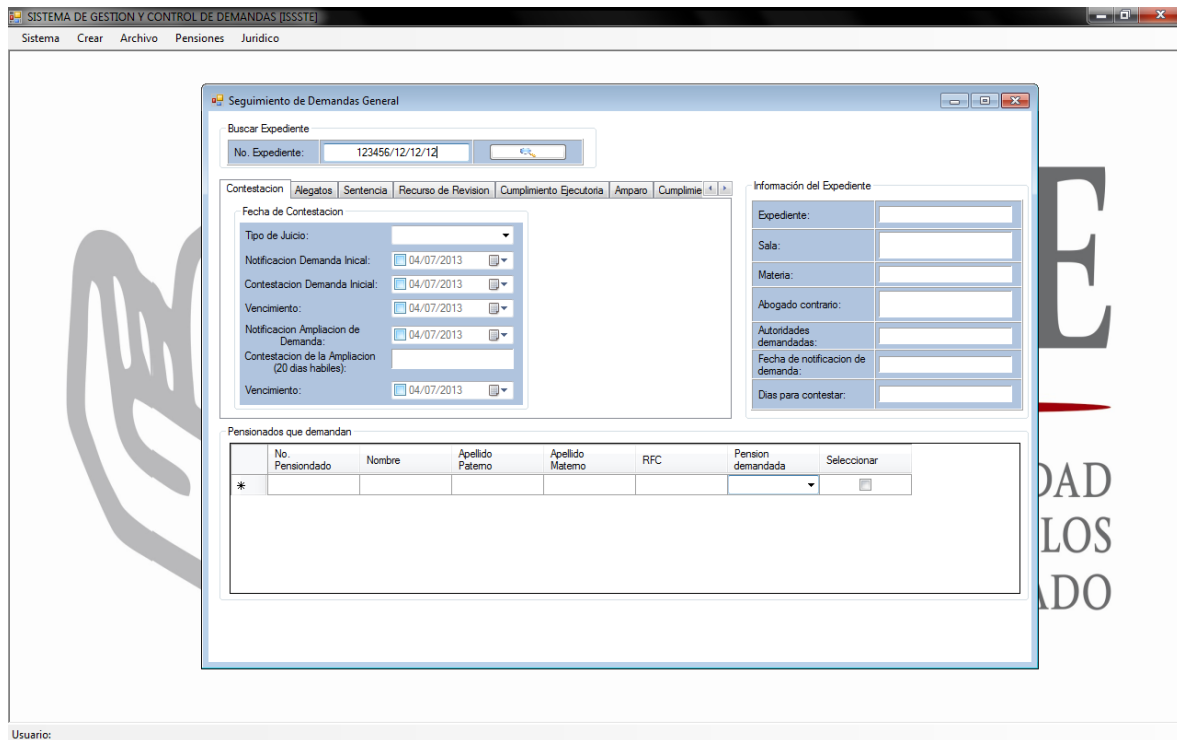 SISTEMA DE GESTION Y CONTROL DE DEMANDAS [ISSSTE]
Sistema Crear Archivo Pensiones Juridico
Seguimiento de Demandas General
Buscar Expediente
No. Expediente: 123456/12/12/12
Contestacion Alegatos Sentencia Recurso de Revision Cumplimiento Ejecutoria Amparo Cumplimie
Fecha de Contestacion
Tipo de Juicio:
Notificacion Demanda Inical: 04/07/2013
Contestacion Demanda Inicial: 04/07/2013
Vencimiento: 04/07/2013
Notificacion Ampliacion de
Demanda: 04/07/2013
Contestacion de la Ampliacion
(20 dias habiles):
Vencimiento: 04/07/2013
Información del Expediente
Expediente:
Sala:
Materia:
Abogado contrario:
Autoridades
demandadas:
Fecha de notificacion de
demanda:
Dias para contestar:
Pensionados que demandan
No.
Pensiondado Nombre Apellido
Paterno Apellido
Materno RFC Pension
demandada Seleccionar
E
DAD
LOS
ADO
Usuario: